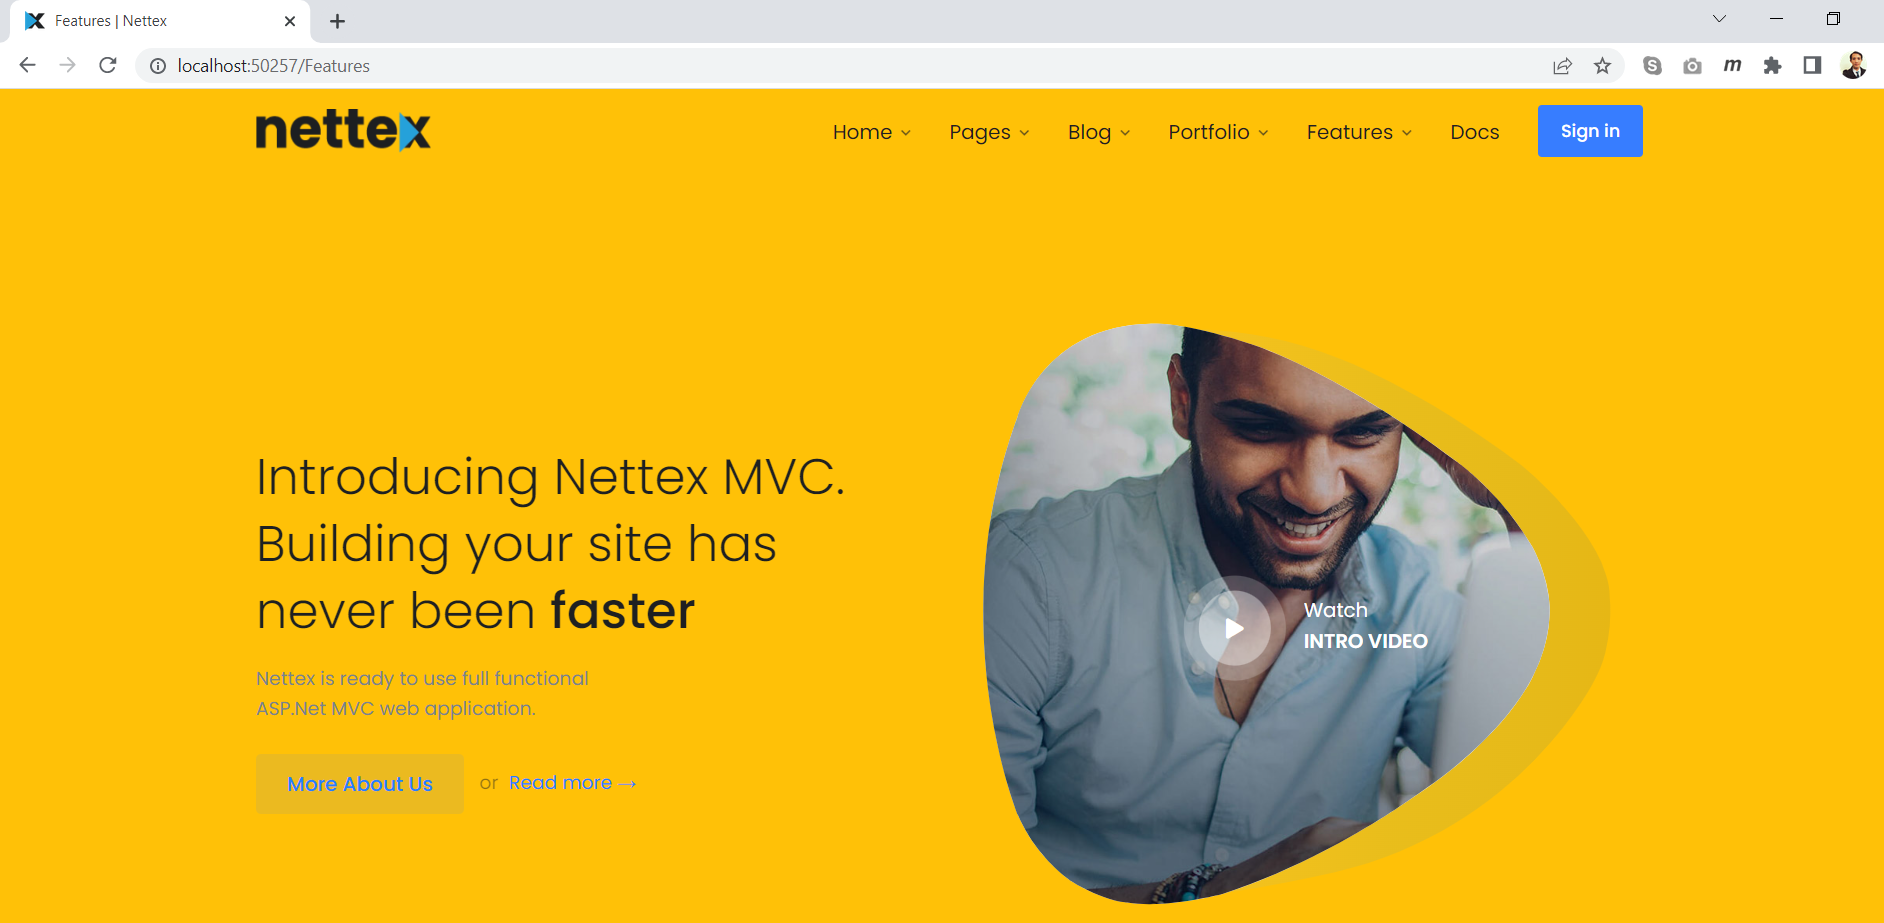 Features | Nettex
localhost:50257/Features
nettex
Home Pages Blog Portfolio Features Docs Sign in
Introducing Nettex MVC.
Building your site has
never been faster
Nettex is ready to use full functional
ASP.Net MVC web application.
More About Us or Read more →
Watch
INTRO VIDEO